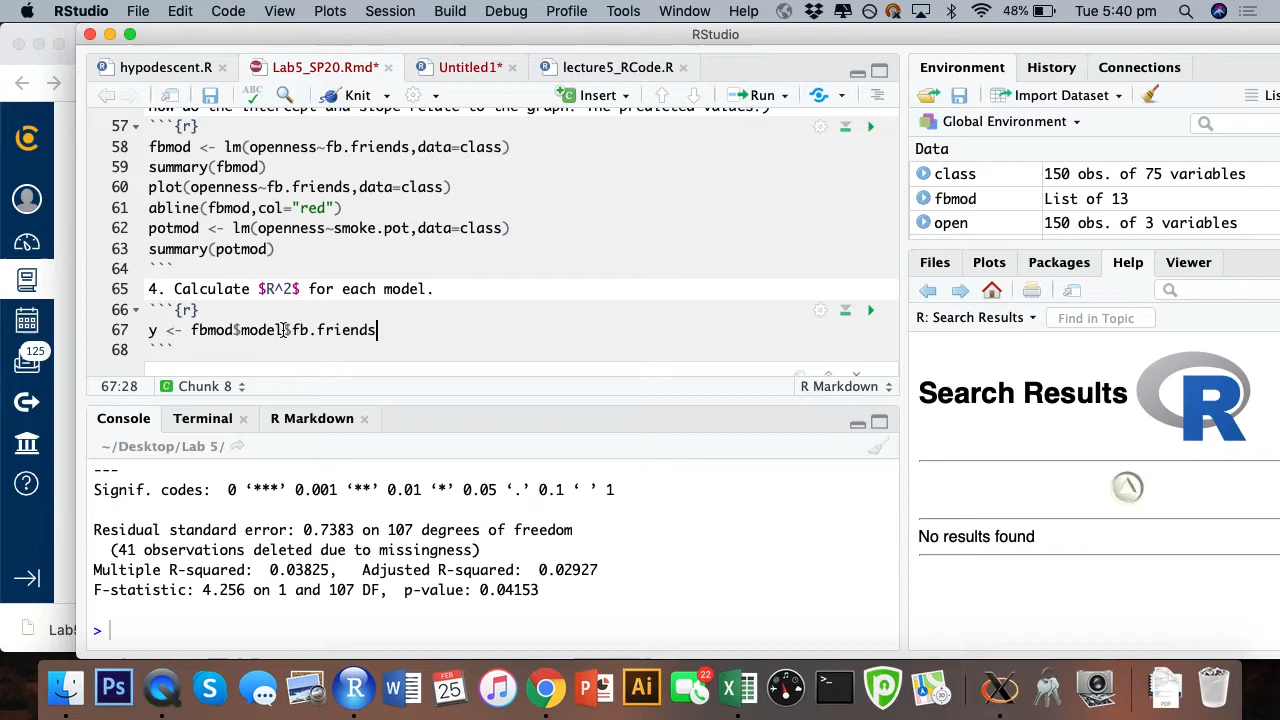 RStudio File Edit Code View Plots Session Build Debug Profile Tools Window Help 48% Tue 5:40 pm
RStudio
hypodescent.R Lab5_SP20.Rmd* Untitled1* lecture5_RCode.R
ABC Knit Insert Run
57 ```{r}
58 fbmod <- lm(openness~fb.friends,data=class)
59 summary(fbmod)
60 plot(openness~fb.friends,data=class)
61 abline(fbmod,col="red")
62 potmod <- lm(openness~smoke.pot,data=class)
63 summary(potmod)
64 ```
65 4. Calculate $R^2$ for each model.
66 ```{r}
67 y <- fbmod$model$fb.friends
68 ```
67:28 Chunk 8 R Markdown
Console Terminal R Markdown
~/Desktop/Lab 5/
---
Signif. codes:  0 ‘***’ 0.001 ‘**’ 0.01 ‘*’ 0.05 ‘.’ 0.1 ‘ ’ 1
Residual standard error: 0.7383 on 107 degrees of freedom
(41 observations deleted due to missingness)
Multiple R-squared:  0.03825,   Adjusted R-squared:  0.02927
F-statistic: 4.256 on 1 and 107 DF,  p-value: 0.04153
>
Environment History Connections
Import Dataset Lis
Global Environment
Data
class 150 obs. of 75 variables
fbmod List of 13
open 150 obs. of 3 variables
Files Plots Packages Help Viewer
R: Search Results Find in Topic
Search Results R
No results found
125
Lab5
Ps FEB 25 22 Ai PDF